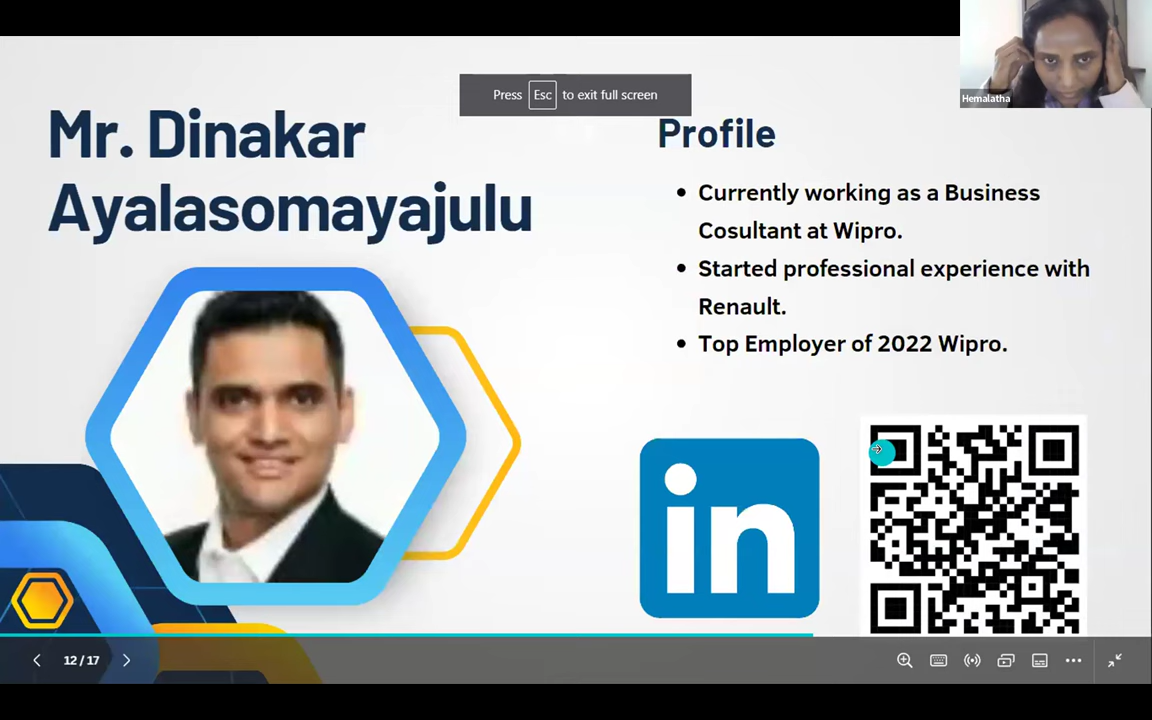 Hemalatha
Press Esc to exit full screen
Mr. Dinakar
Ayalasomayajulu
Profile
Currently working as a Business
Cosultant at Wipro.
Started professional experience with
Renault.
Top Employer of 2022 Wipro.
in
12 / 17